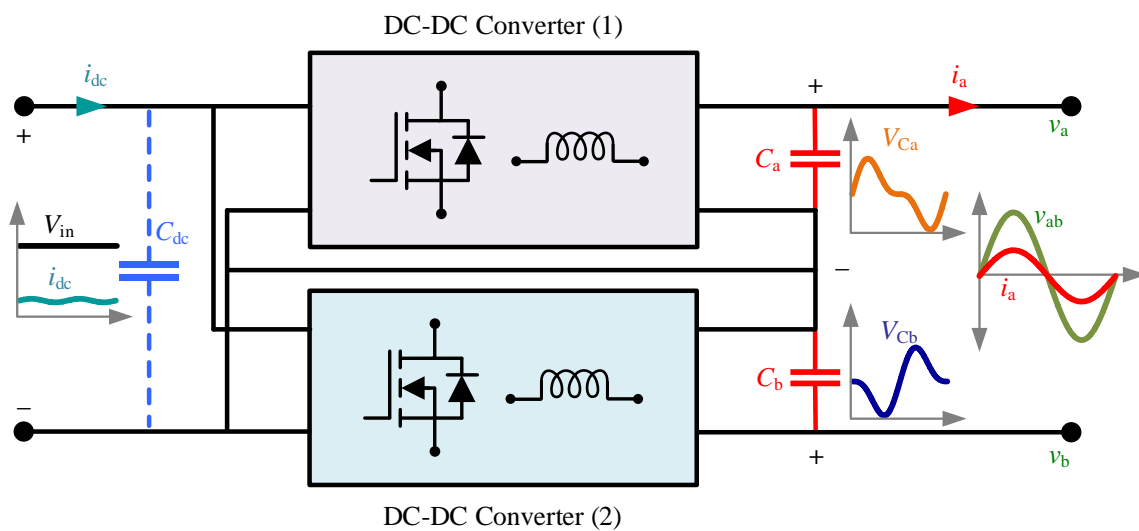 DC-DC Converter (1)
i_dc
+
+
i_a
v_a
C_a
V_Ca
V_in
C_dc
i_dc
−
v_ab
i_a
C_b
V_Cb
−
+
v_b
DC-DC Converter (2)